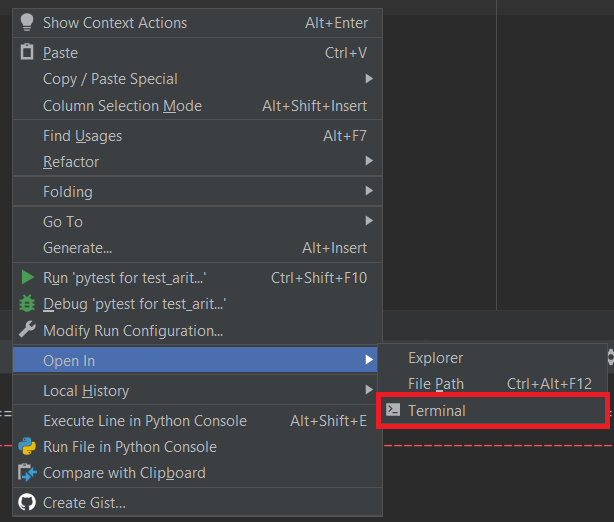 Show Context Actions Alt+Enter
Paste Ctrl+V
Copy / Paste Special
Column Selection Mode Alt+Shift+Insert
Find Usages Alt+F7
Refactor
Folding
Go To
Generate... Alt+Insert
Run 'pytest for test_arit...' Ctrl+Shift+F10
Debug 'pytest for test_arit...'
Modify Run Configuration...
Open In
Explorer
File Path Ctrl+Alt+F12
Terminal
Local History
Execute Line in Python Console Alt+Shift+E
Run File in Python Console
Compare with Clipboard
Create Gist...